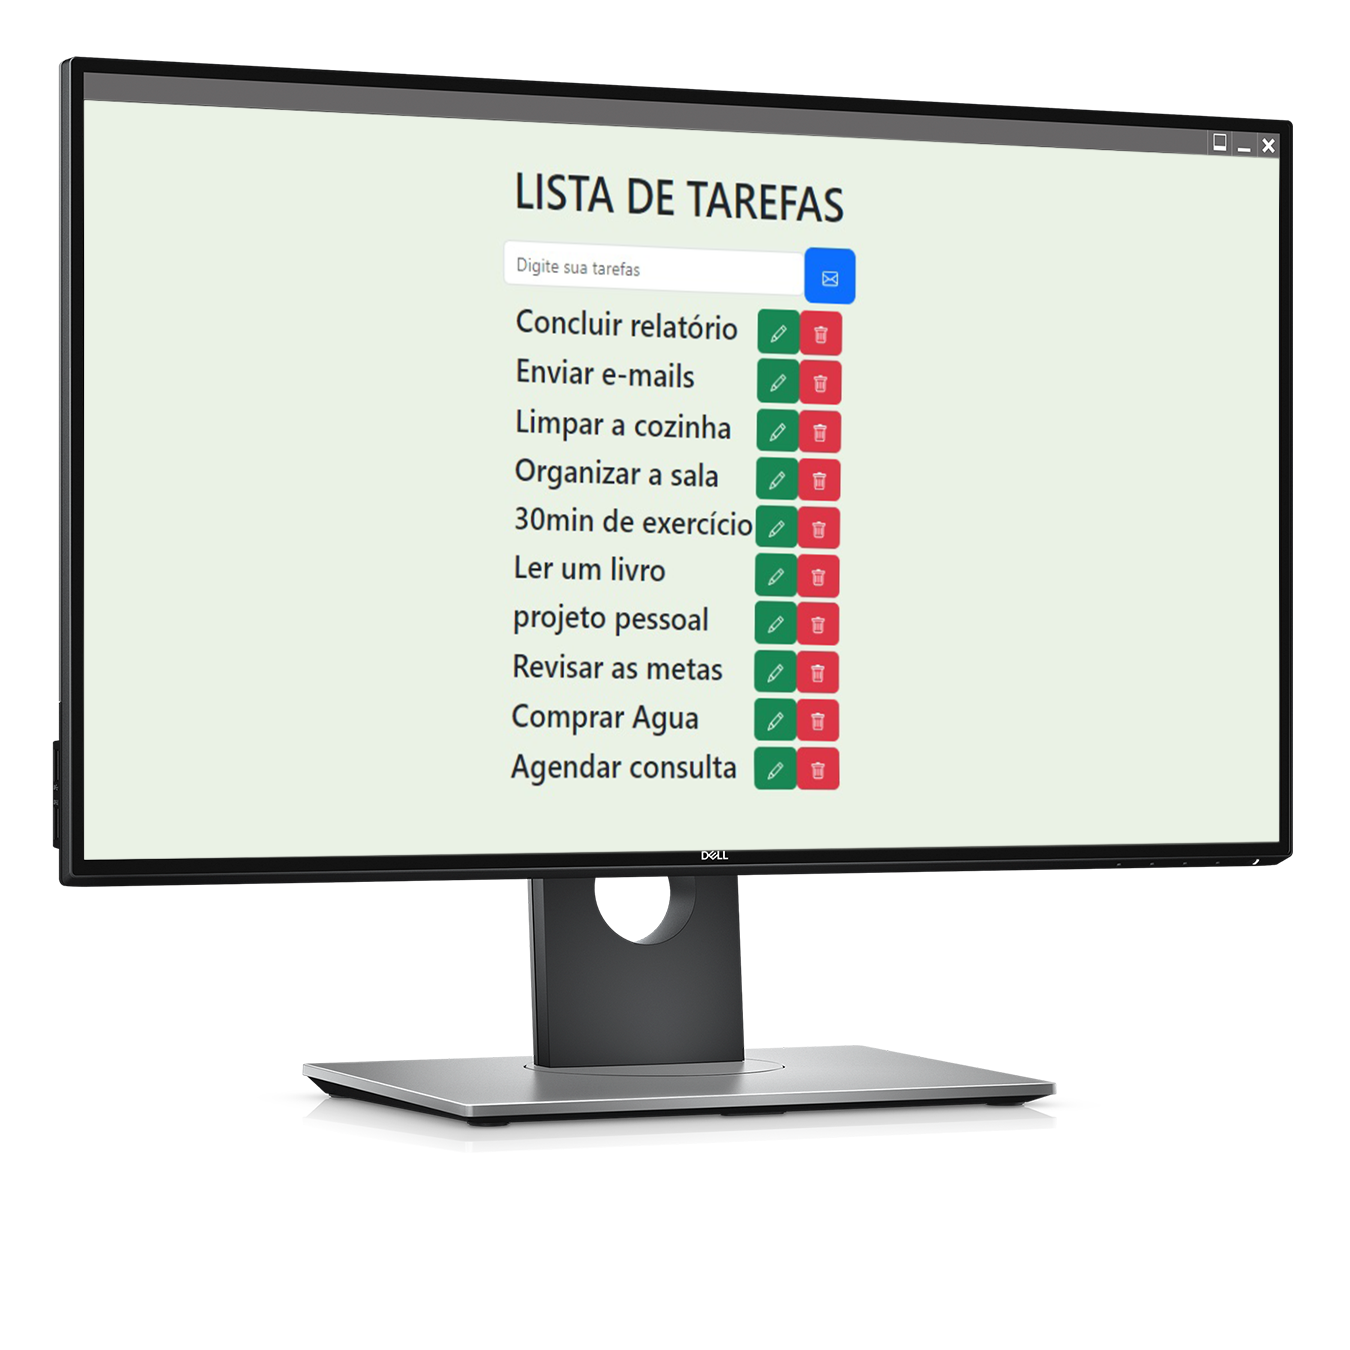 LISTA DE TAREFAS
Digite sua tarefas
Concluir relatório
Enviar e-mails
Limpar a cozinha
Organizar a sala
30min de exercício
Ler um livro
projeto pessoal
Revisar as metas
Comprar Agua
Agendar consulta
DELL